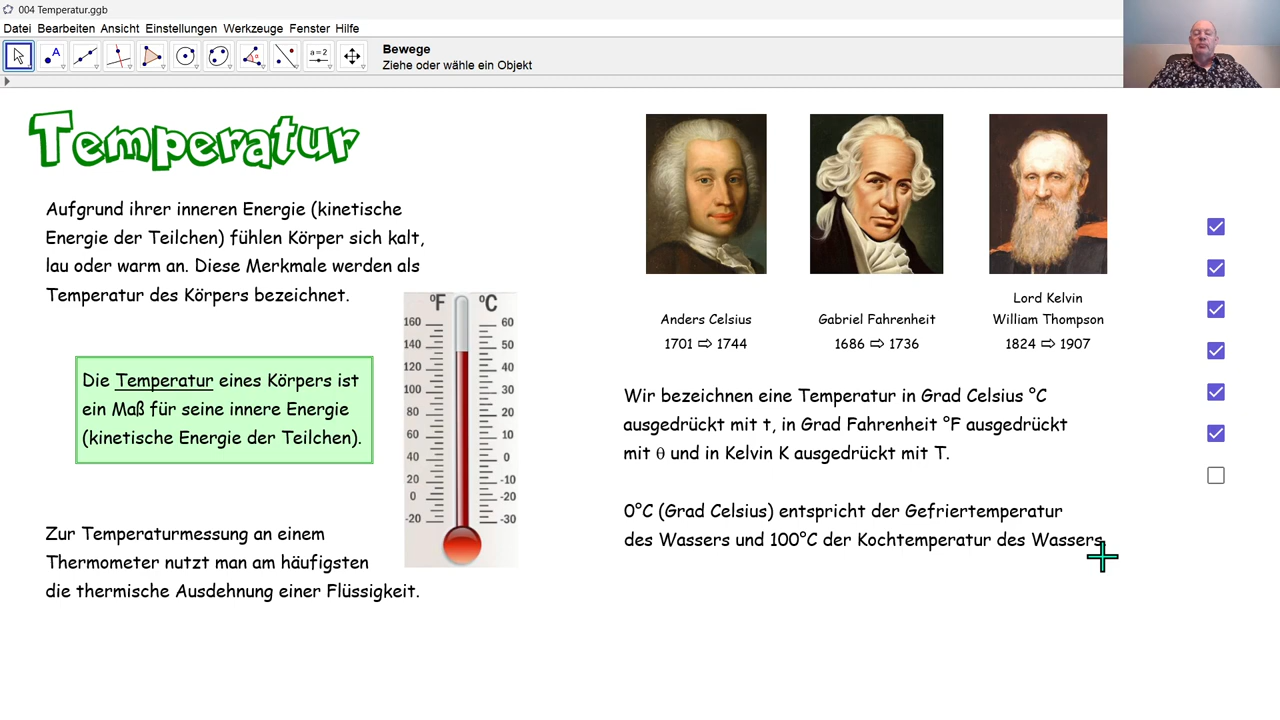 004 Temperatur.ggb
Datei Bearbeiten Ansicht Einstellungen Werkzeuge Fenster Hilfe
A
a=2
Bewege
Ziehe oder wähle ein Objekt
Temperatur
Aufgrund ihrer inneren Energie (kinetische
Energie der Teilchen) fühlen Körper sich kalt,
lau oder warm an. Diese Merkmale werden als
Temperatur des Körpers bezeichnet.
Die Temperatur eines Körpers ist
ein Maß für seine innere Energie
(kinetische Energie der Teilchen).
Zur Temperaturmessung an einem
Thermometer nutzt man am häufigsten
die thermische Ausdehnung einer Flüssigkeit.
°F °C
160 60
140 50
120 40
100 30
80 20
60 10
40 0
20 -10
0 -20
-20 -30
Anders Celsius
1701 ⇨ 1744
Gabriel Fahrenheit
1686 ⇨ 1736
Lord Kelvin
William Thompson
1824 ⇨ 1907
Wir bezeichnen eine Temperatur in Grad Celsius °C
ausgedrückt mit t, in Grad Fahrenheit °F ausgedrückt
mit θ und in Kelvin K ausgedrückt mit T.
0°C (Grad Celsius) entspricht der Gefriertemperatur
des Wassers und 100°C der Kochtemperatur des Wassers.